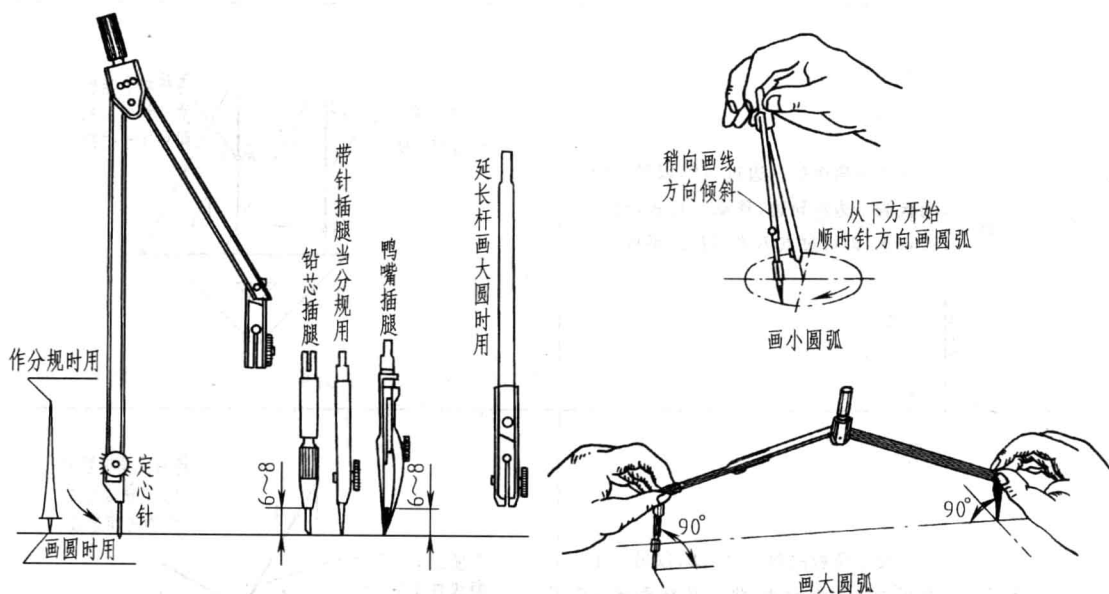 作分规时用
画圆时用
定心针
铅芯插腿
带针插腿当分规用
鸭嘴插腿
延长杆画大圆时用
6~8
6~8
稍向画线
方向倾斜
从下方开始
顺时针方向画圆弧
画小圆弧
90°
90°
画大圆弧